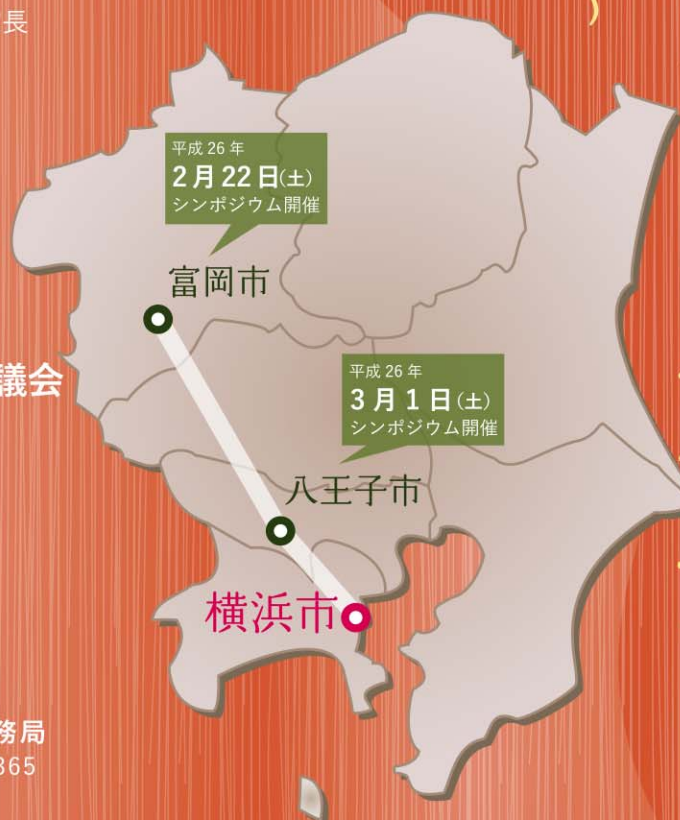 長
平成 26 年
2月22日(土)
シンポジウム開催
富岡市
議会
平成 26 年
3月1日(土)
シンポジウム開催
八王子市
横浜市
務局
365